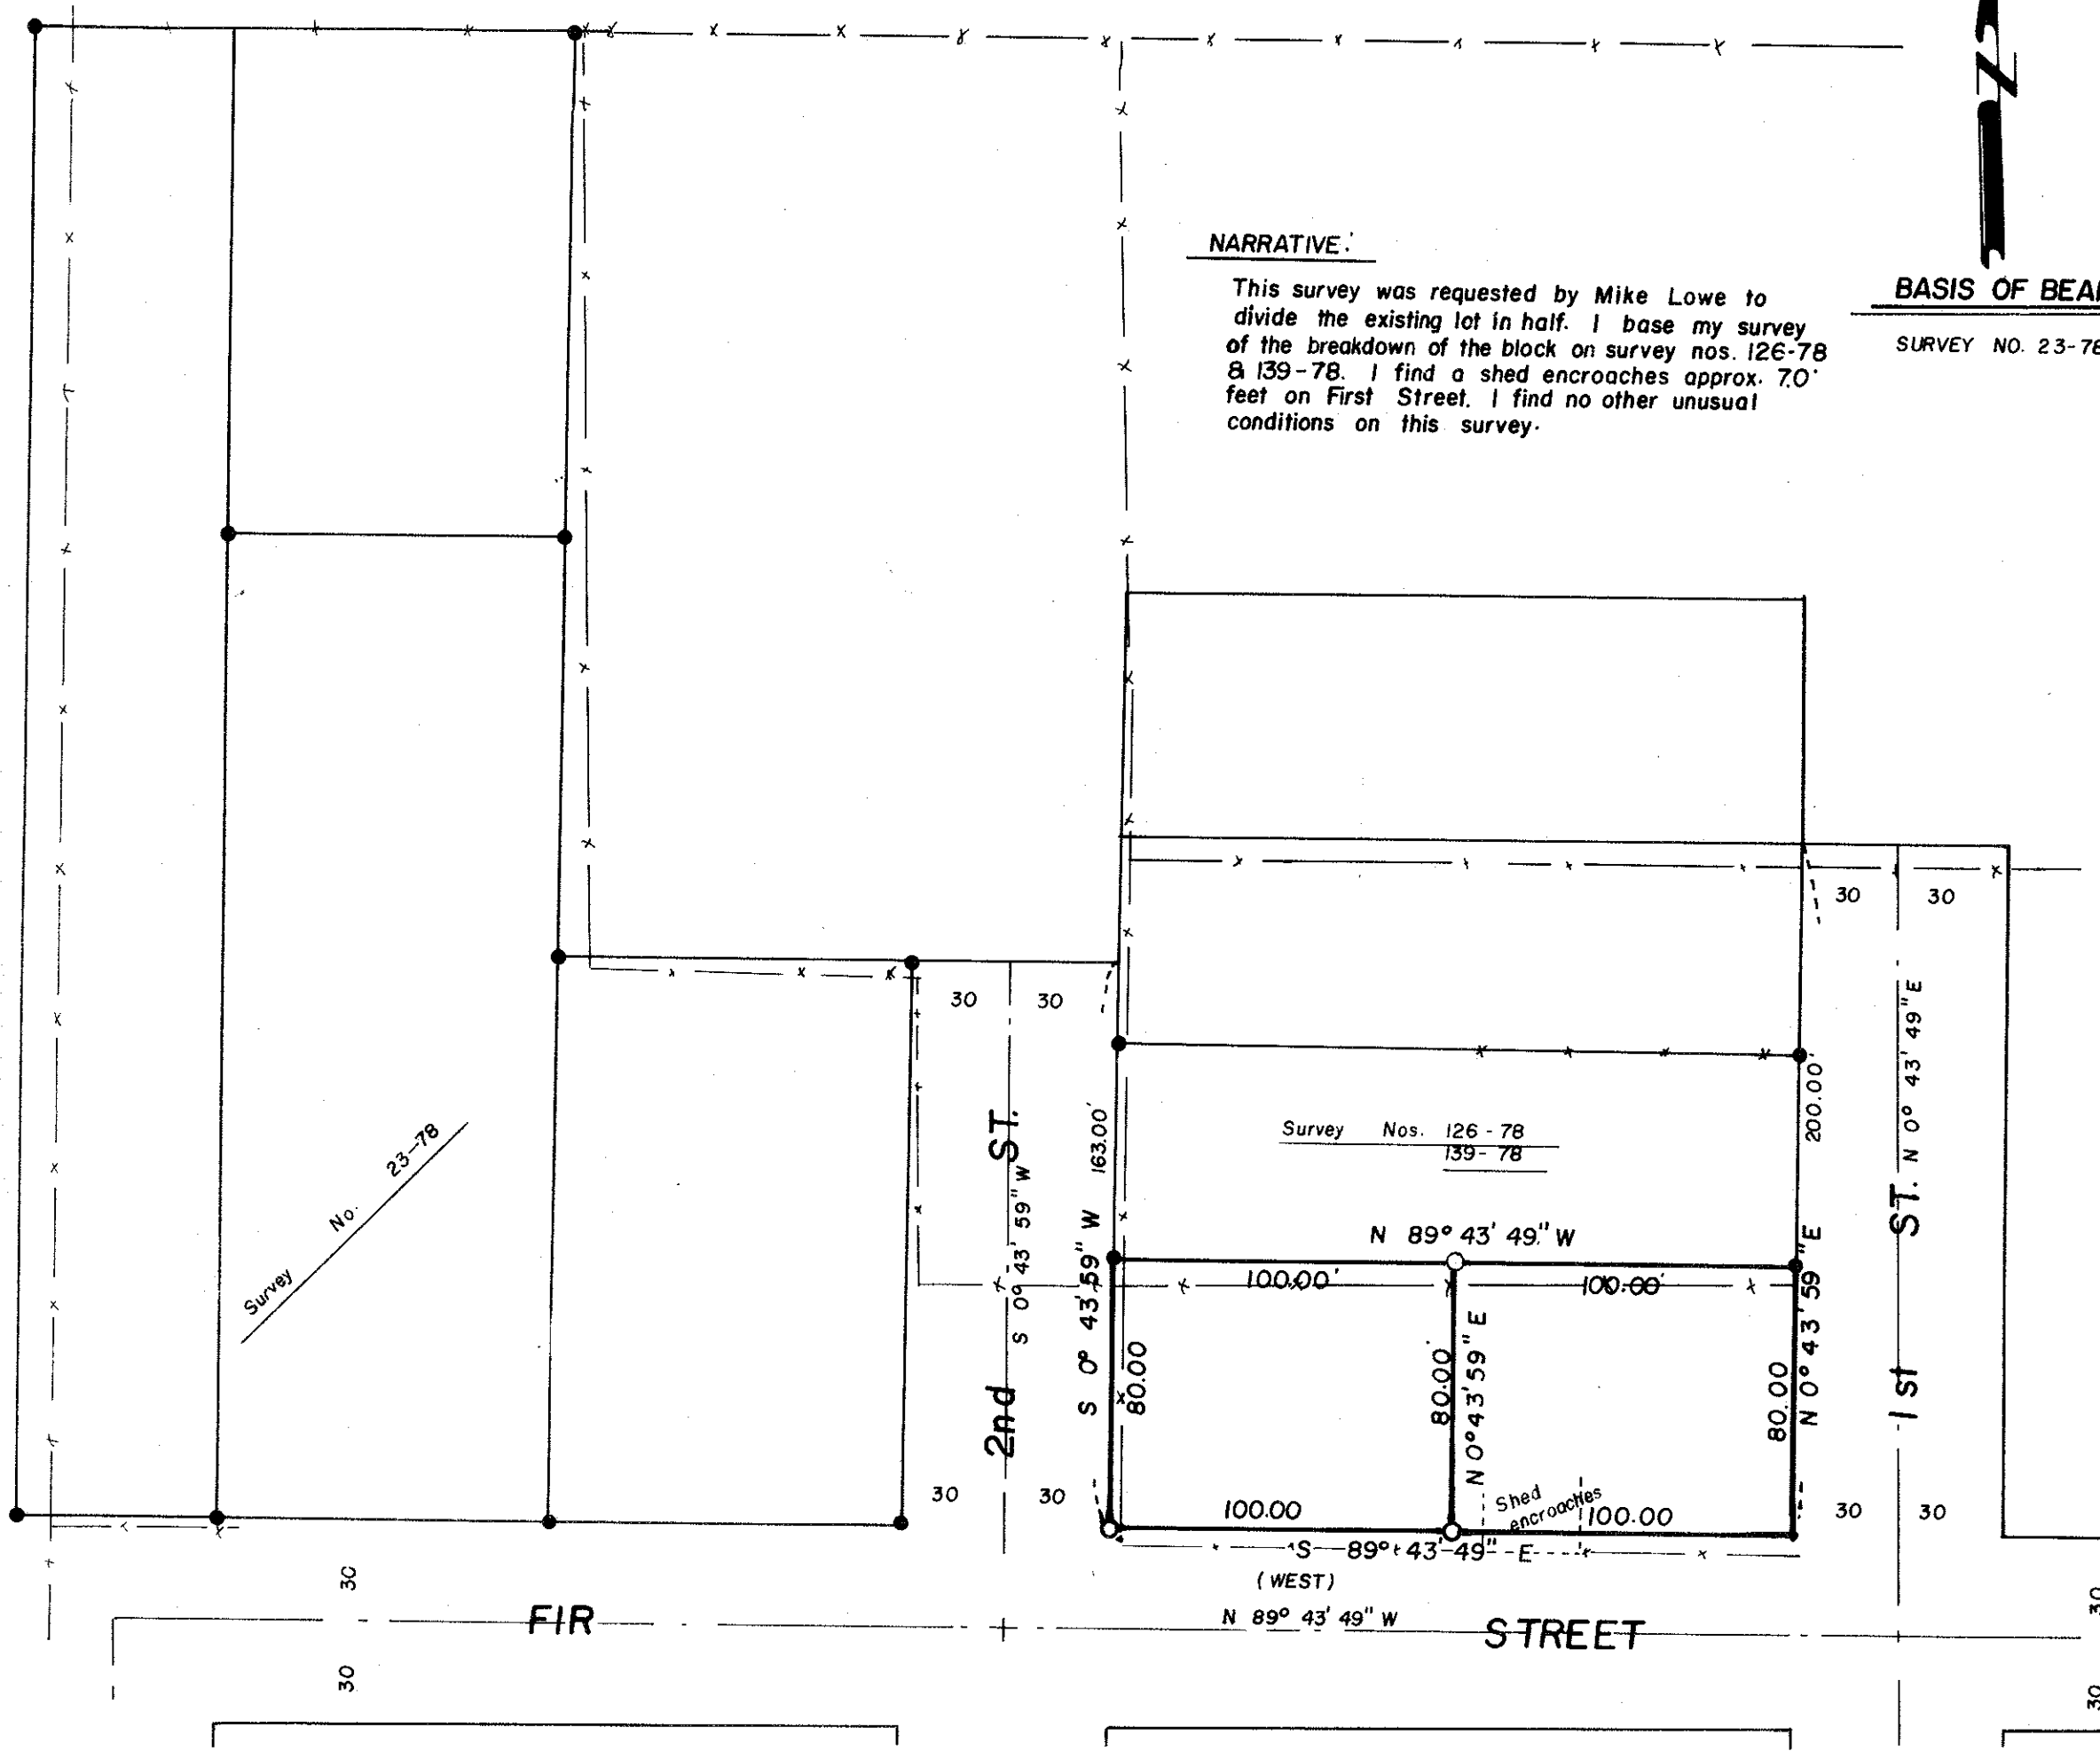 NARRATIVE:
This survey was requested by Mike Lowe to
divide the existing lot in half. I base my survey
of the breakdown of the block on survey nos. 126-78
& 139-78. I find a shed encroaches approx. 7.0'
feet on First Street. I find no other unusual
conditions on this survey.
BASIS OF BEA
SURVEY NO. 23-78
30
30
30
30
2nd ST.
S 0° 43' 59" W
163.00'
S 0° 43' 59" W
80.00
Survey Nos. 126-78
139-78
200.00'
1st ST. N 0° 43' 49" E
N 89° 43' 49" W
100.00'
100.00'
80.00'
N 0° 43' 59" E
80.00
N 0° 43' 59" E
Survey No. 23-78
30
30
100.00
Shed
encroaches
100.00
30
30
S 89° 43' 49" E
(WEST)
N 89° 43' 49" W
30
FIR STREET
30
30
30